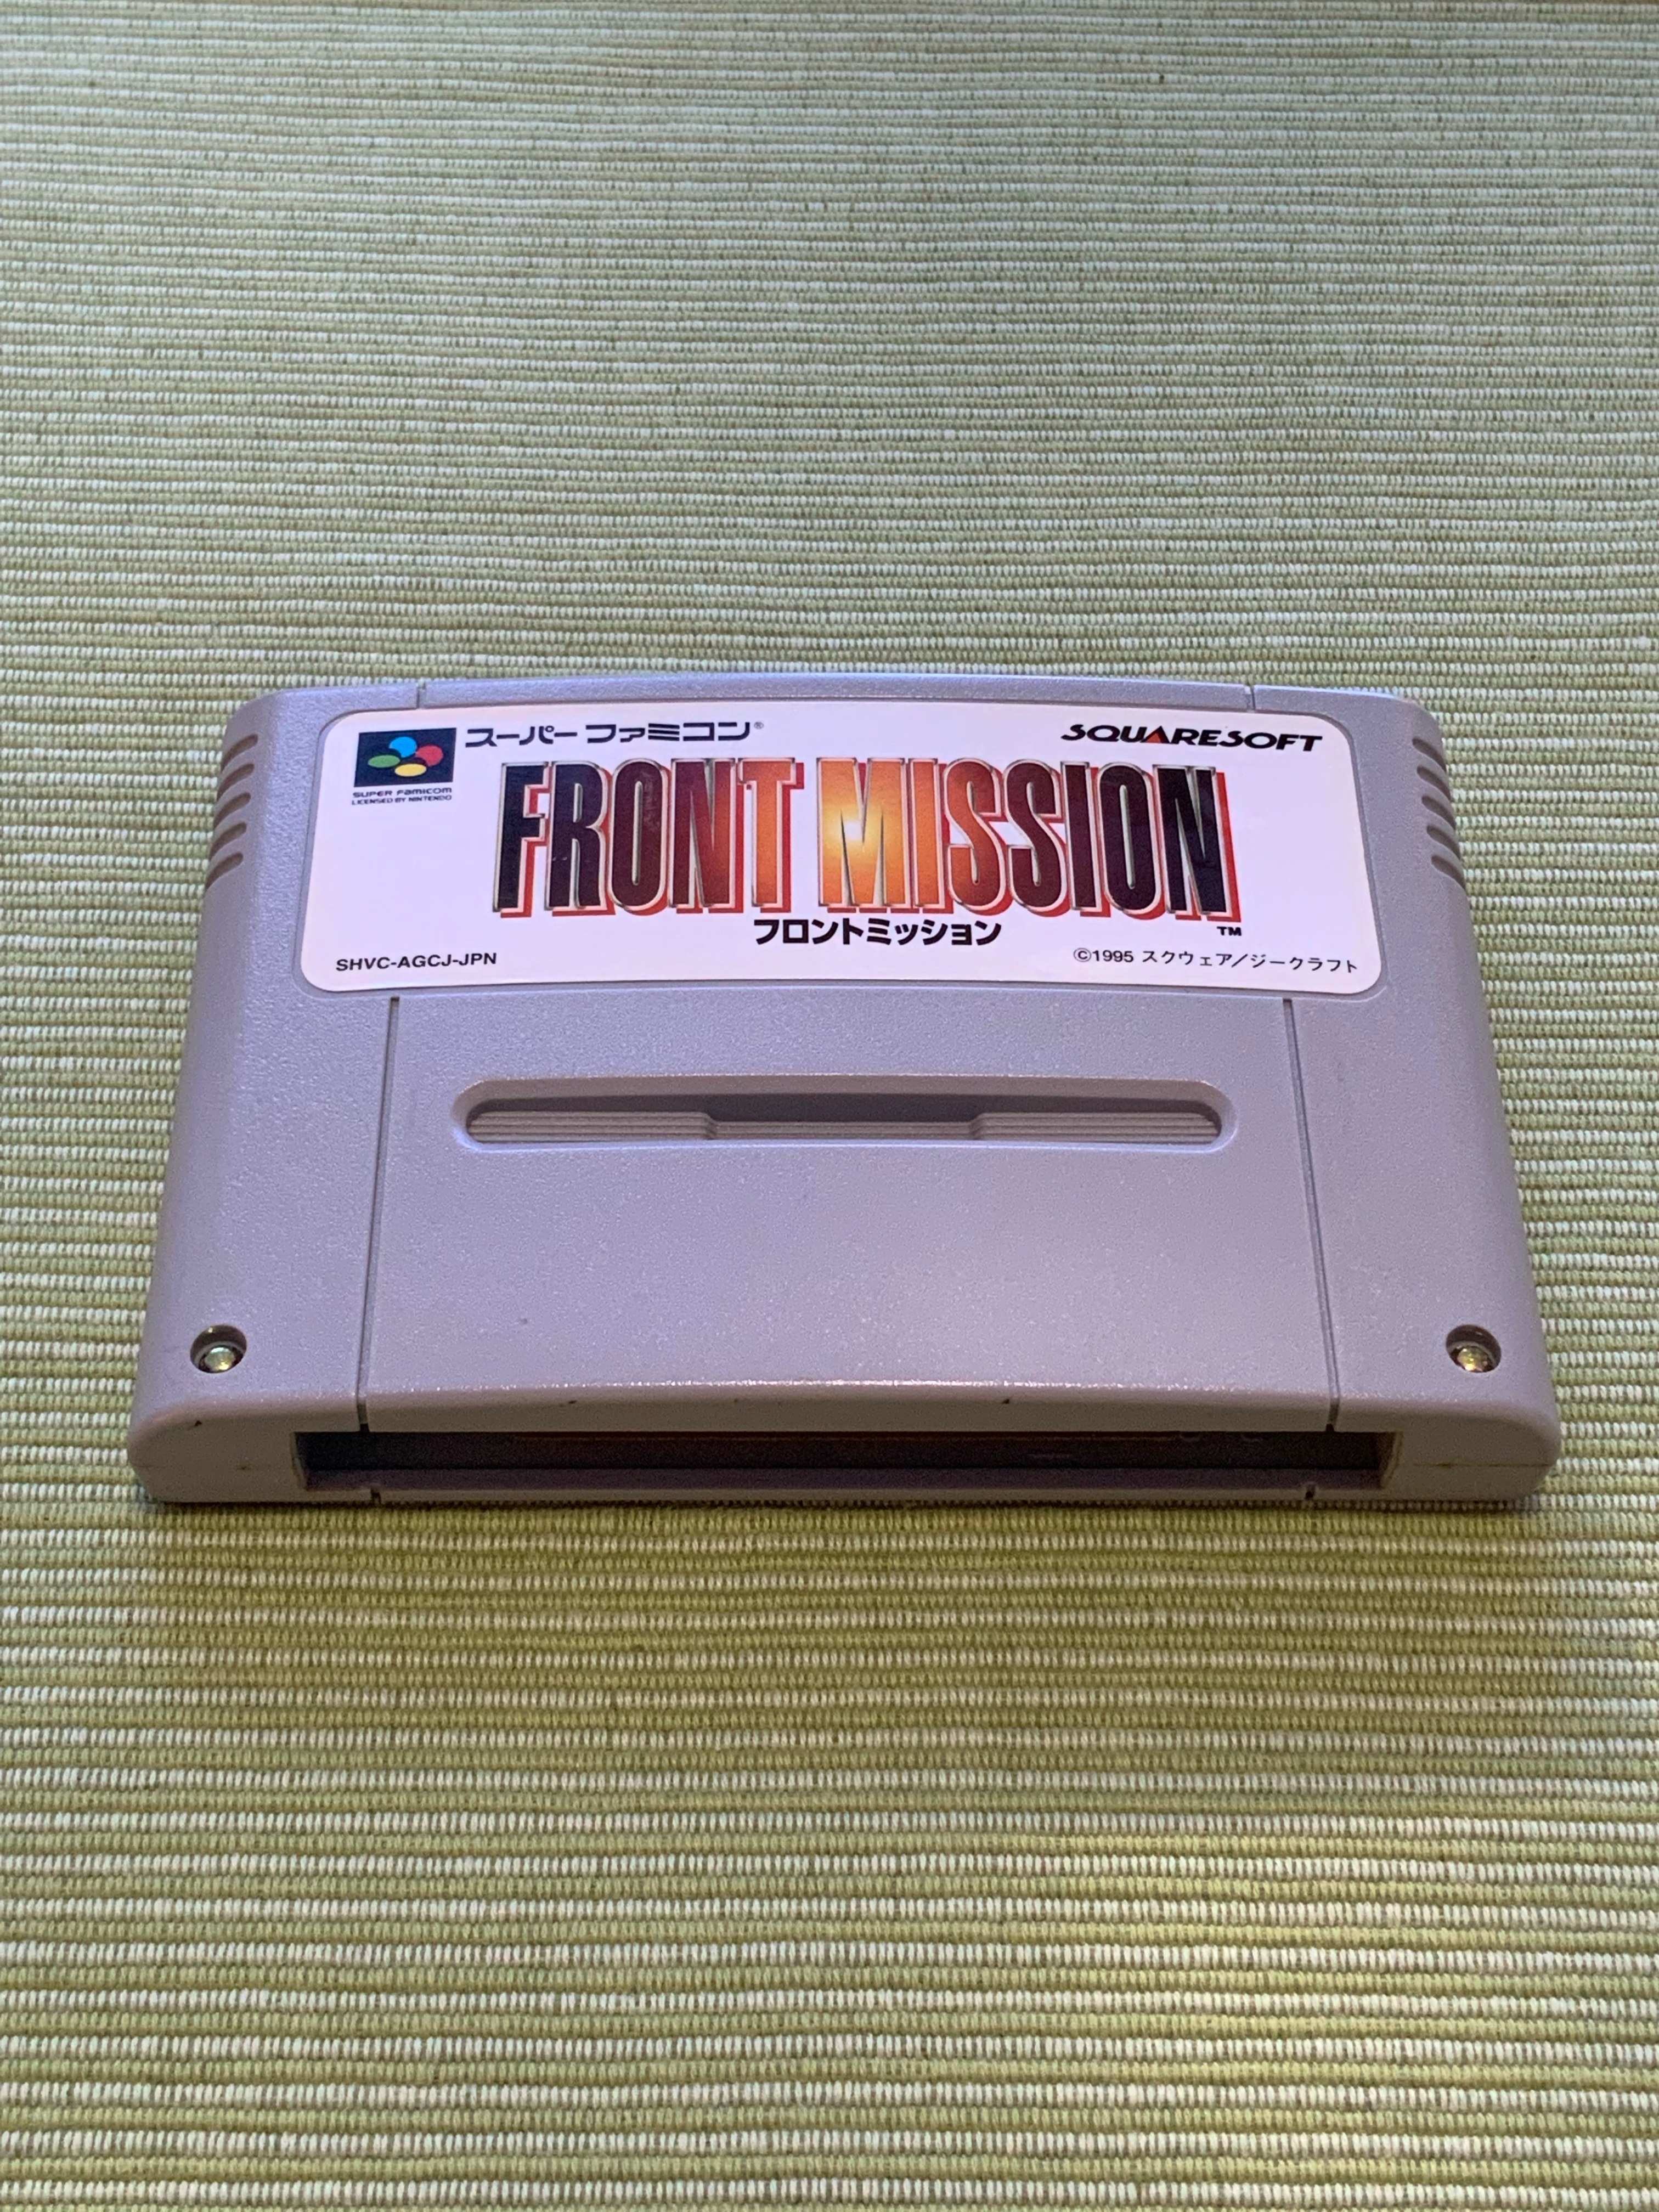 スーパーファミコン®
SQUARESOFT
SUPER FAMICOM
LICENSED BY NINTENDO
FRONT MISSION
TM
フロントミッション
SHVC-AGCJ-JPN
©1995 スクウェア/ジークラフト